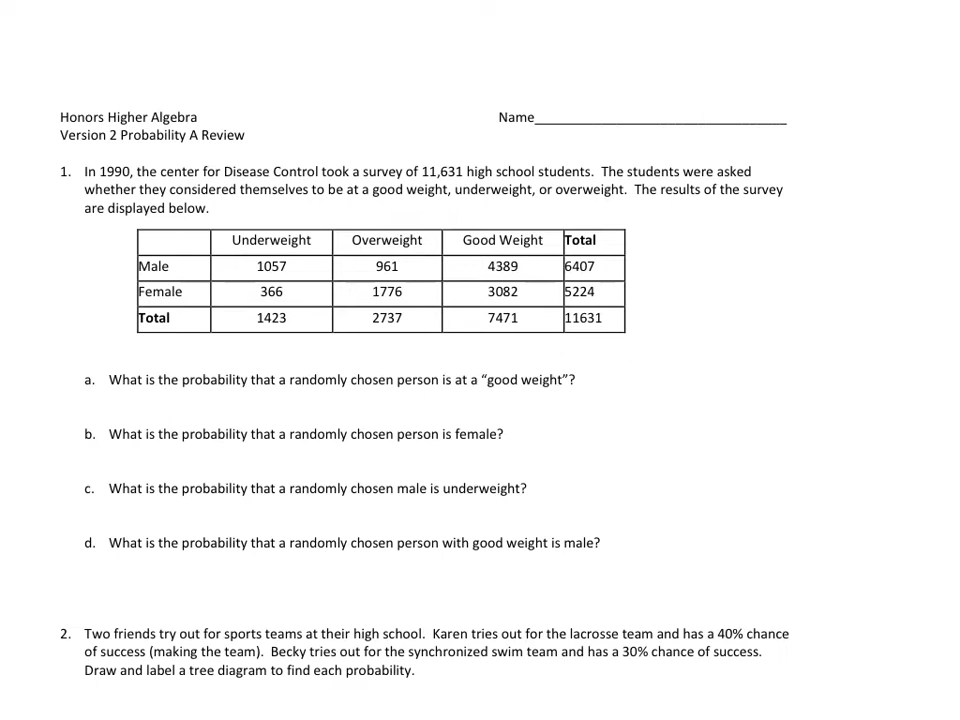 Honors Higher Algebra Name__________________________________
Version 2 Probability A Review
1. In 1990, the center for Disease Control took a survey of 11,631 high school students. The students were asked
whether they considered themselves to be at a good weight, underweight, or overweight. The results of the survey
are displayed below.
Underweight Overweight Good Weight Total
Male 1057 961 4389 6407
Female 366 1776 3082 5224
Total 1423 2737 7471 11631
a. What is the probability that a randomly chosen person is at a “good weight”?
b. What is the probability that a randomly chosen person is female?
c. What is the probability that a randomly chosen male is underweight?
d. What is the probability that a randomly chosen person with good weight is male?
2. Two friends try out for sports teams at their high school. Karen tries out for the lacrosse team and has a 40% chance
of success (making the team). Becky tries out for the synchronized swim team and has a 30% chance of success.
Draw and label a tree diagram to find each probability.